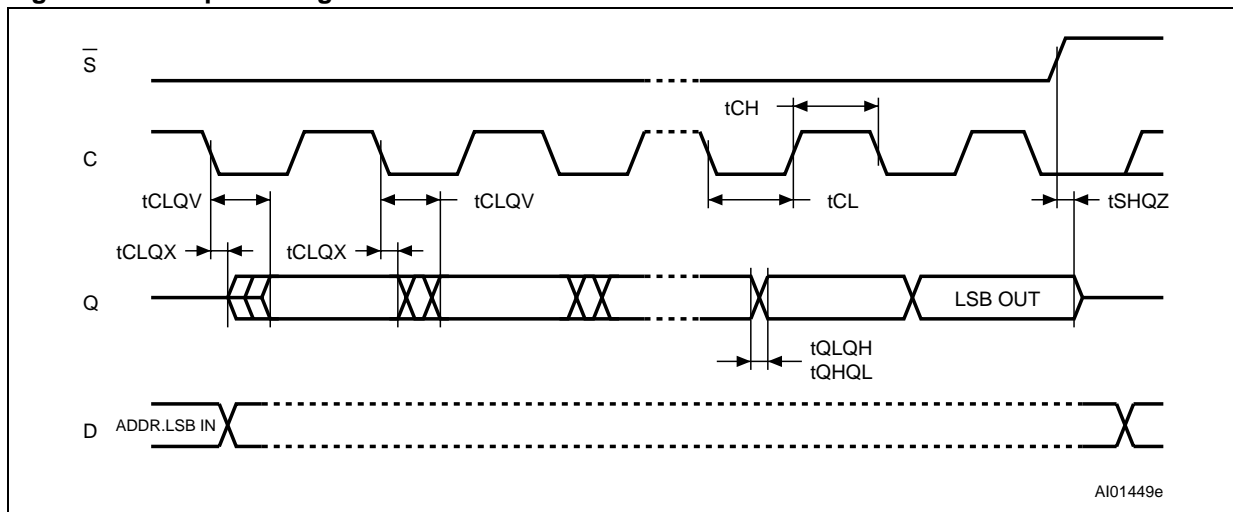 S
tCH
C
tCLQV
tCLQV
tCL
tSHQZ
tCLQX
tCLQX
Q
LSB OUT
tQLQH
tQHQL
D
ADDR.LSB IN
AI01449e